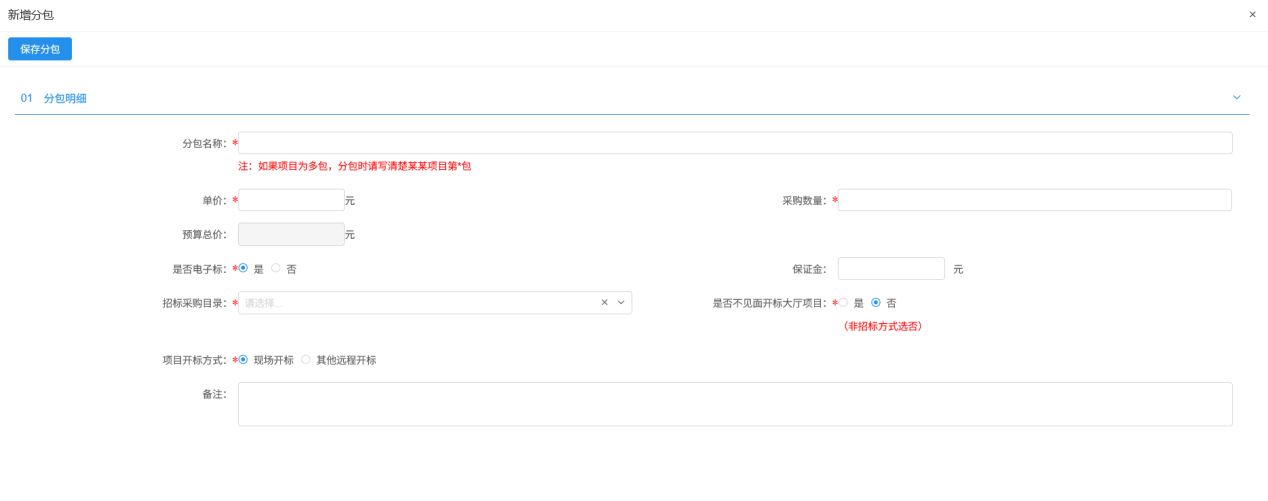 新增分包 ×
保存分包
01 分包明细
分包名称：*
注：如果项目为多包，分包时请写清楚某某项目第*包
单价：* 元 采购数量：*
预算总价： 元
是否电子标：* 是 否 保证金： 元
招标采购目录：* 请选择... × 是否不见面开标大厅项目：* 是 否
（非招标方式选否）
项目开标方式：* 现场开标 其他远程开标
备注：